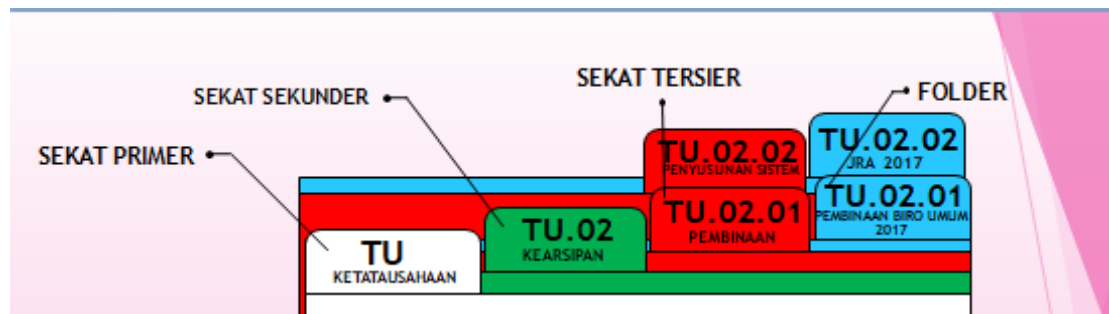 SEKAT TERSIER
SEKAT SEKUNDER
FOLDER
SEKAT PRIMER
TU.02.02
PENYUSUNAN SISTEM
TU.02.02
JRA 2017
TU.02.01
PEMBINAAN
TU.02.01
PEMBINAAN BIRO UMUM
2017
TU.02
KEARSIPAN
TU
KETATAUSAHAAN